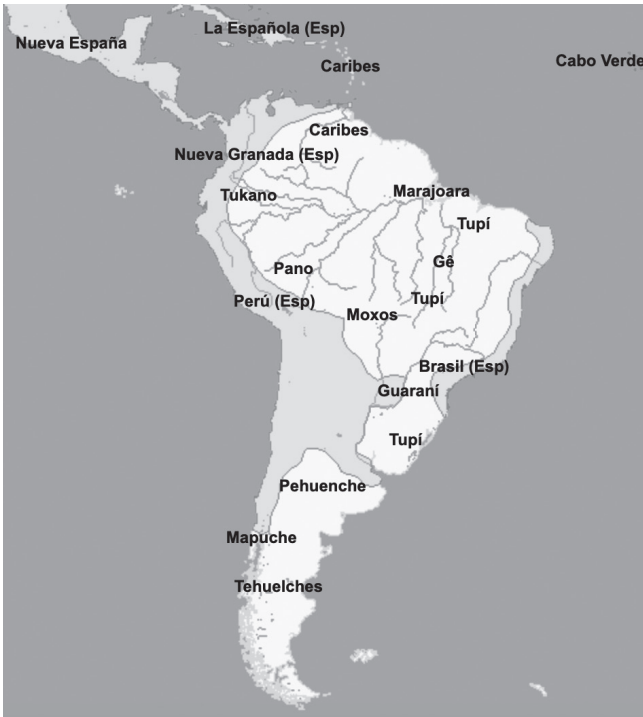 La Española (Esp)
Nueva España
Caribes
Cabo Verde
Caribes
Nueva Granada (Esp)
Tukano
Marajoara
Tupí
Gê
Pano
Perú (Esp)
Tupí
Moxos
Brasil (Esp)
Guaraní
Tupí
Pehuenche
Mapuche
Tehuelches